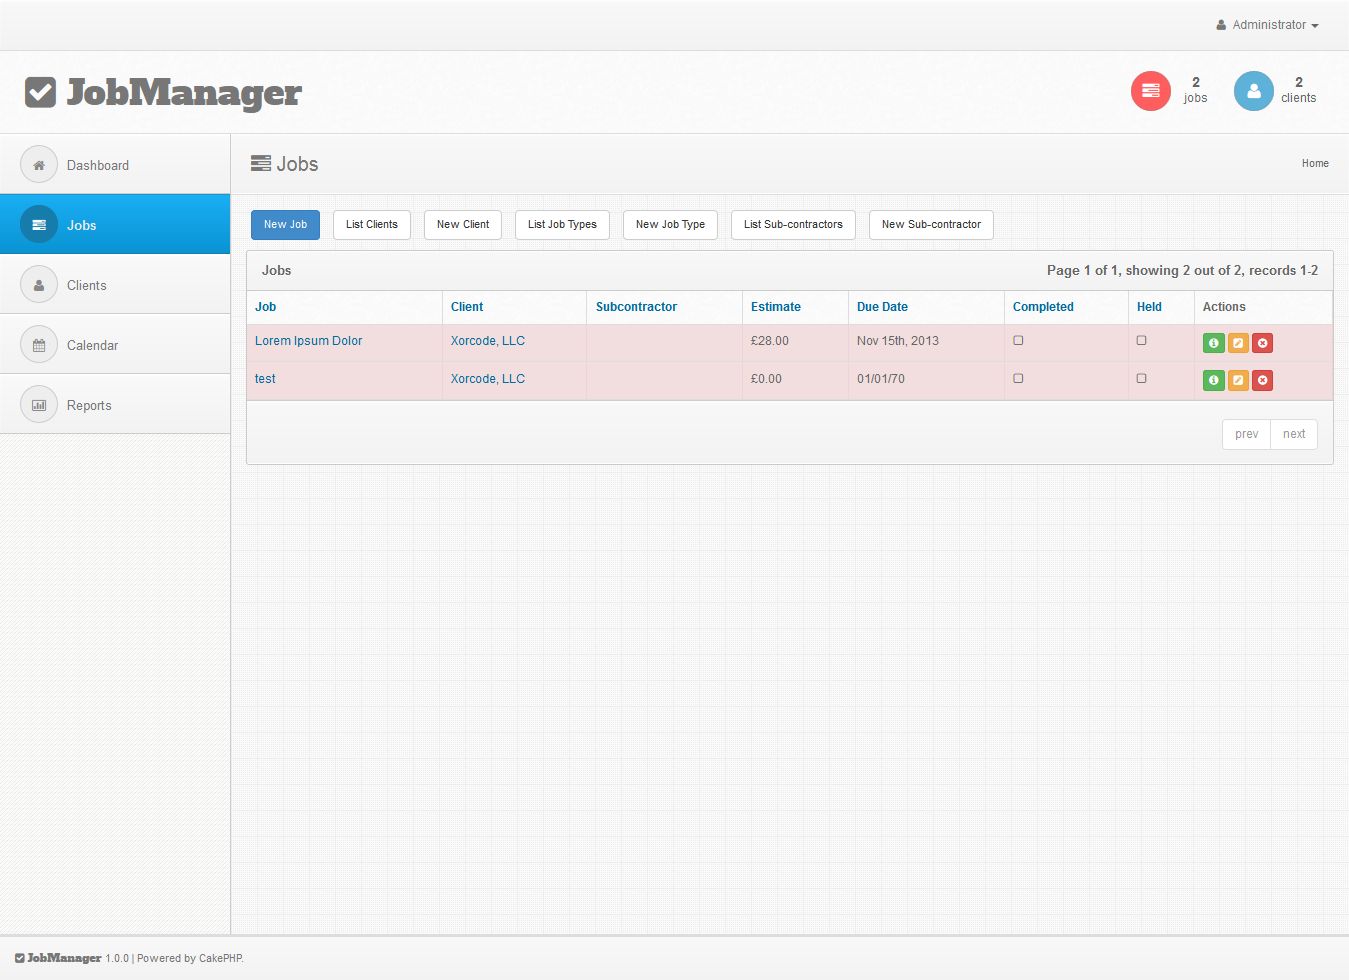 Administrator
JobManager
2 jobs
2 clients
Dashboard
Jobs
Clients
Calendar
Reports
Jobs
Home
New Job List Clients New Client List Job Types New Job Type List Sub-contractors New Sub-contractor
Jobs Page 1 of 1, showing 2 out of 2, records 1-2
Job Client Subcontractor Estimate Due Date Completed Held Actions
Lorem Ipsum Dolor Xorcode, LLC £28.00 Nov 15th, 2013
test Xorcode, LLC £0.00 01/01/70
prev next
JobManager 1.0.0 | Powered by CakePHP.